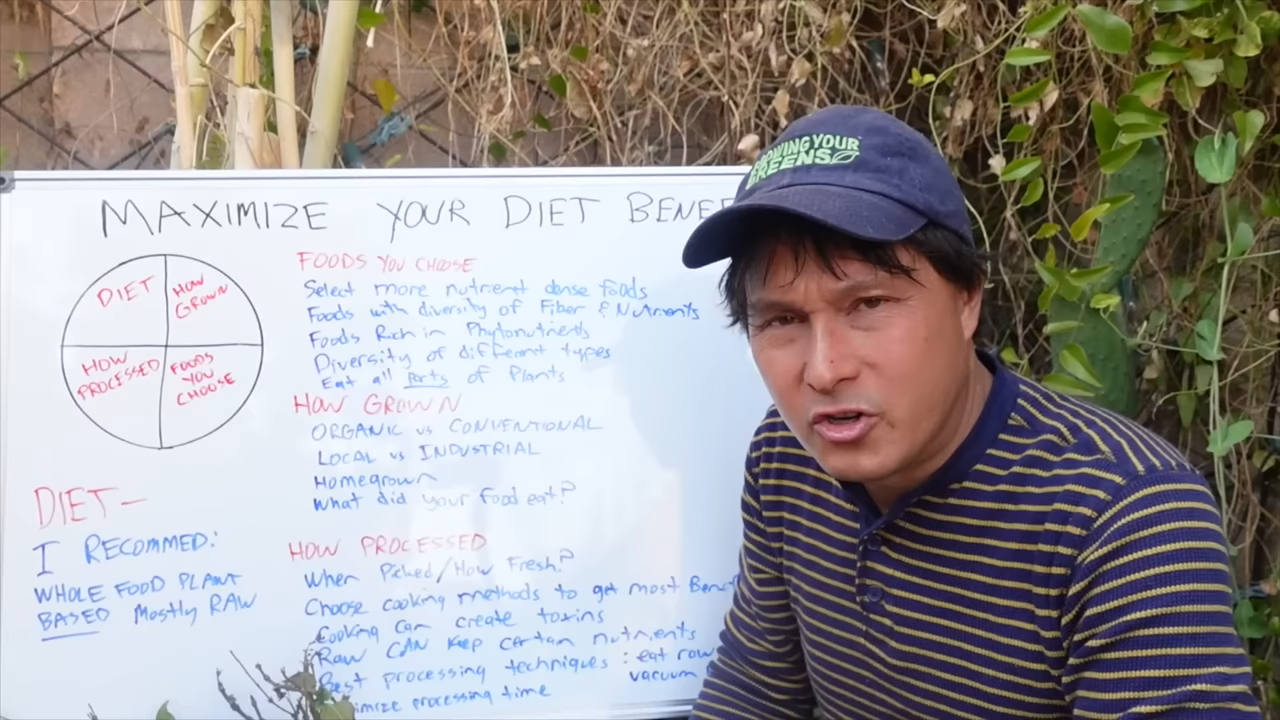 MAXIMIZE YOUR DIET BENEF
DIET
HOW GROWN
HOW PROCESSED
FOODS YOU CHOOSE
FOODS YOU CHOOSE
Select more nutrient dense foods
Foods with diversity of Fiber & Nutrients
Foods Rich in Phytonutrients
Diversity of different types
Eat all parts of Plants
HOW GROWN
ORGANIC vs CONVENTIONAL
LOCAL vs INDUSTRIAL
Homegrown
What did your food eat?
DIET—
I RECOMMED:
WHOLE FOOD PLANT
BASED MOSTLY RAW
HOW PROCESSED
When Picked/How Fresh?
Choose cooking methods to get most Benef
Cooking can create toxins
Raw CAN Keep certan nutrients
Best processing techniques : eat raw
vacuum
processing time
GROWING YOUR
GREENS